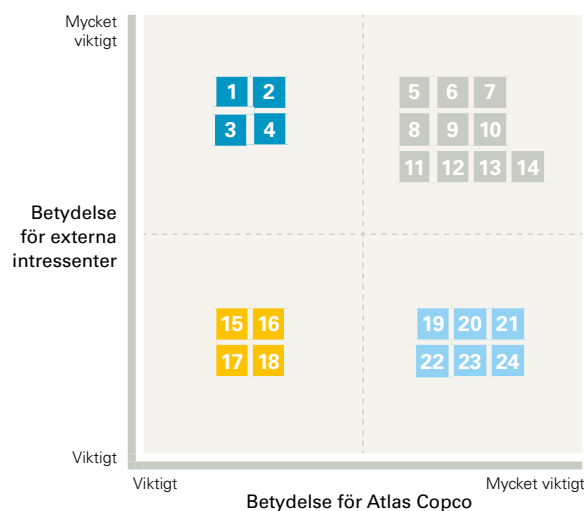 Mycket
viktigt
1 2
3 4
5 6 7
8 9 10
11 12 13 14
Betydelse
för externa
intressenter
15 16
17 18
19 20 21
22 23 24
Viktigt
Viktigt
Mycket viktigt
Betydelse för Atlas Copco